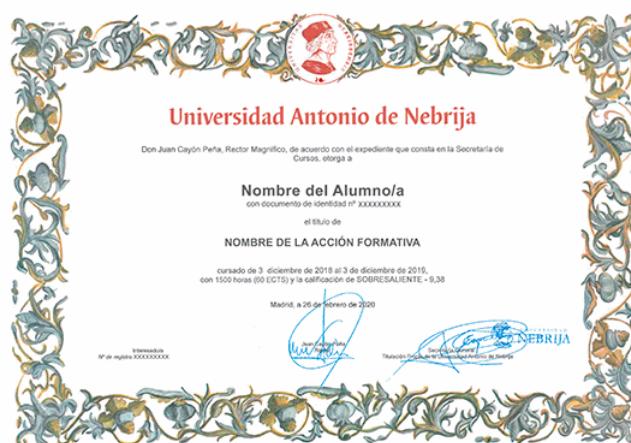 Universidad Antonio de Nebrija
Don Juan Cayón Peña, Rector Magnífico, de acuerdo con el expediente que consta en la Secretaría de
Cursos, otorga a
Nombre del Alumno/a
con documento de identidad nº XXXXXXXXX
el título de
NOMBRE DE LA ACCIÓN FORMATIVA
cursado de 3 diciembre de 2018 al 3 de diciembre de 2019,
con 1500 horas (60 ECTS) y la calificación de SOBRESALIENTE - 9,38
Madrid, a 26 de febrero de 2020
Interesado/a
Nº de registro XXXXXXXXX
Juan Cayón Peña
Rector
Secretaría General
Titulación Propia de la Universidad Antonio de Nebrija
UNIVERSIDAD
NEBRIJA